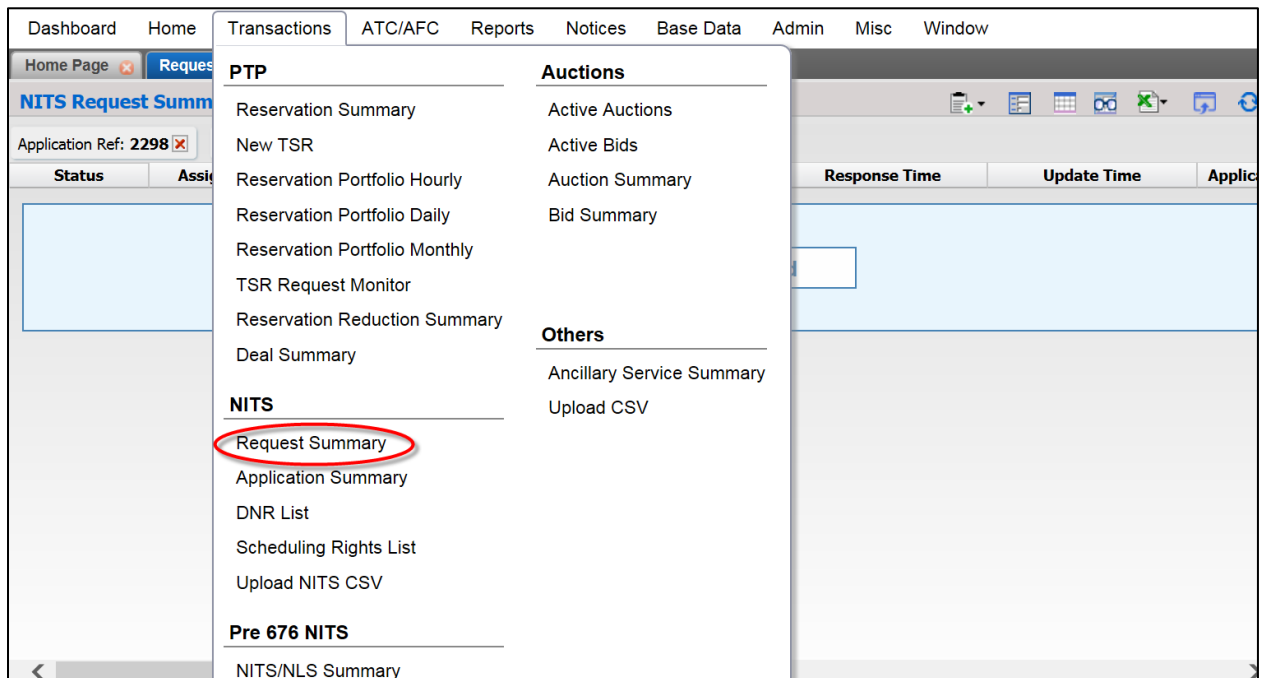 Dashboard Home Transactions ATC/AFC Reports Notices Base Data Admin Misc Window
Home Page Reques
NITS Request Summ
Application Ref: 2298
Status Assig Response Time Update Time Applica
PTP
Reservation Summary
New TSR
Reservation Portfolio Hourly
Reservation Portfolio Daily
Reservation Portfolio Monthly
TSR Request Monitor
Reservation Reduction Summary
Deal Summary
NITS
Request Summary
Application Summary
DNR List
Scheduling Rights List
Upload NITS CSV
Pre 676 NITS
NITS/NLS Summary
Auctions
Active Auctions
Active Bids
Auction Summary
Bid Summary
Others
Ancillary Service Summary
Upload CSV